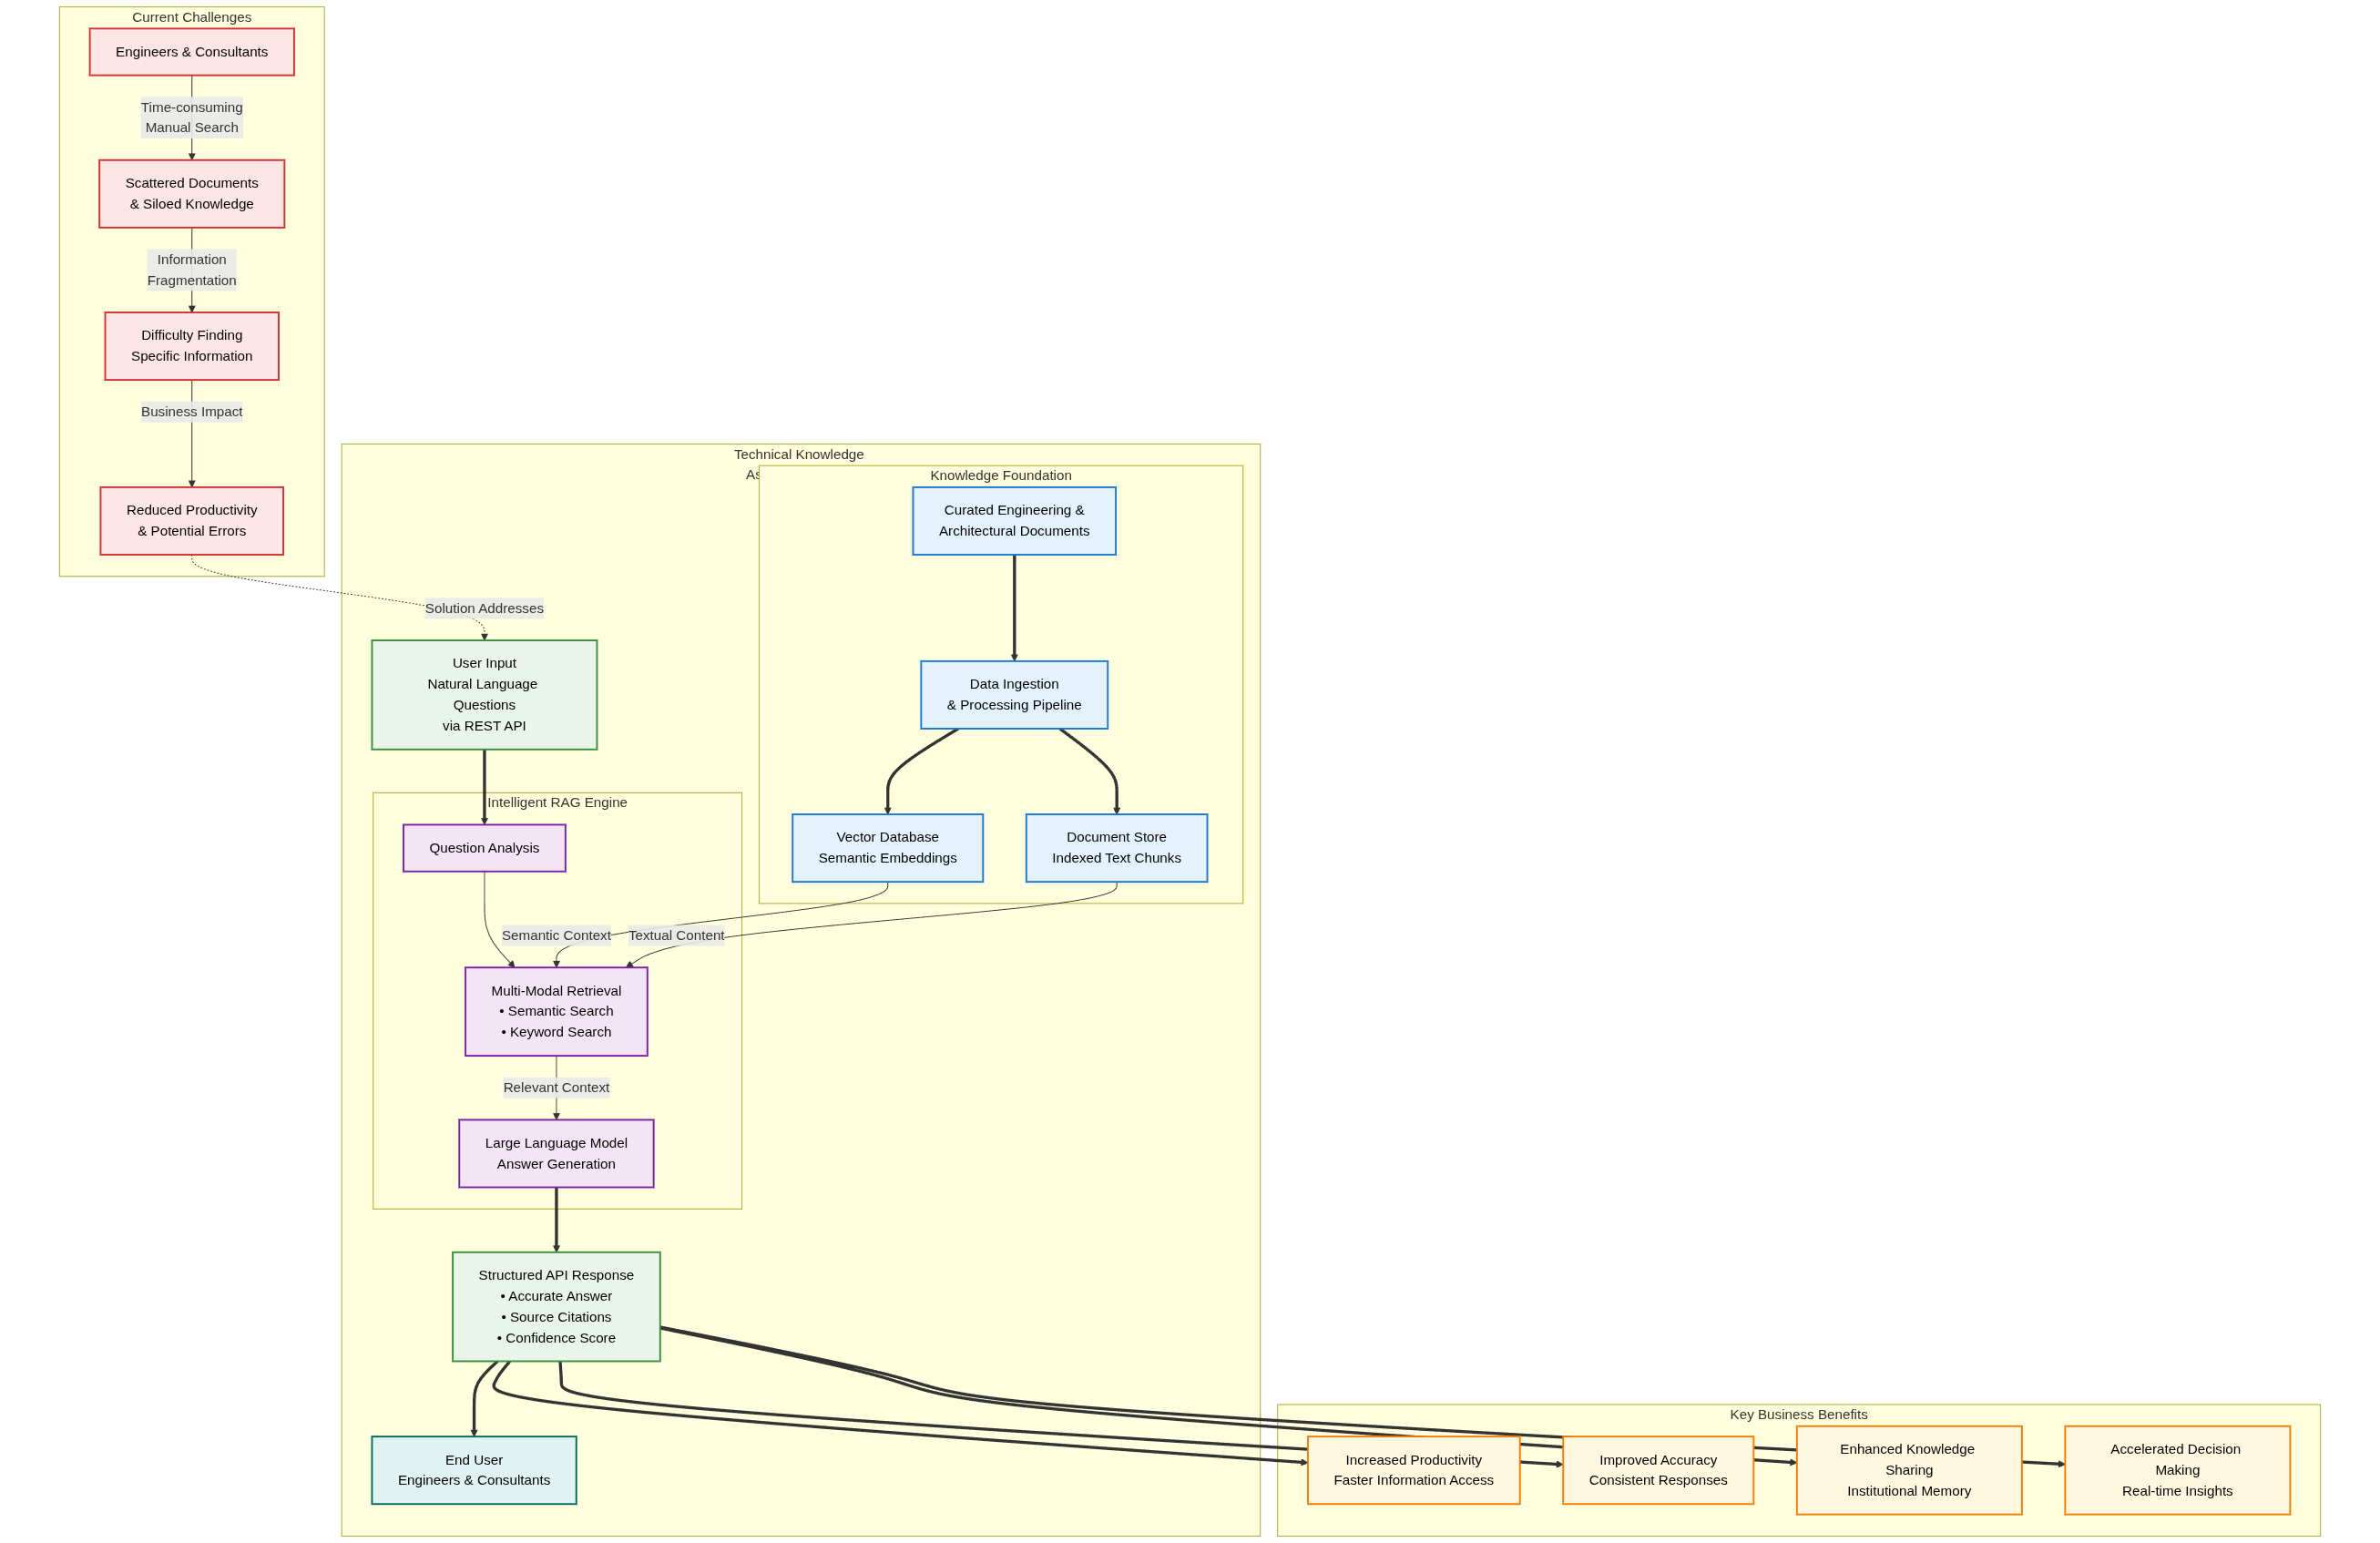 Current Challenges
Engineers & Consultants
Time-consuming
Manual Search
Scattered Documents
& Siloed Knowledge
Information
Fragmentation
Difficulty Finding
Specific Information
Business Impact
Reduced Productivity
& Potential Errors
Solution Addresses
Technical Knowledge
Knowledge Foundation
Curated Engineering &
Architectural Documents
Data Ingestion
& Processing Pipeline
Vector Database
Semantic Embeddings
Document Store
Indexed Text Chunks
User Input
Natural Language
Questions
via REST API
Intelligent RAG Engine
Question Analysis
Semantic Context
Textual Content
Multi-Modal Retrieval
• Semantic Search
• Keyword Search
Relevant Context
Large Language Model
Answer Generation
Structured API Response
• Accurate Answer
• Source Citations
• Confidence Score
End User
Engineers & Consultants
Key Business Benefits
Increased Productivity
Faster Information Access
Improved Accuracy
Consistent Responses
Enhanced Knowledge
Sharing
Institutional Memory
Accelerated Decision
Making
Real-time Insights